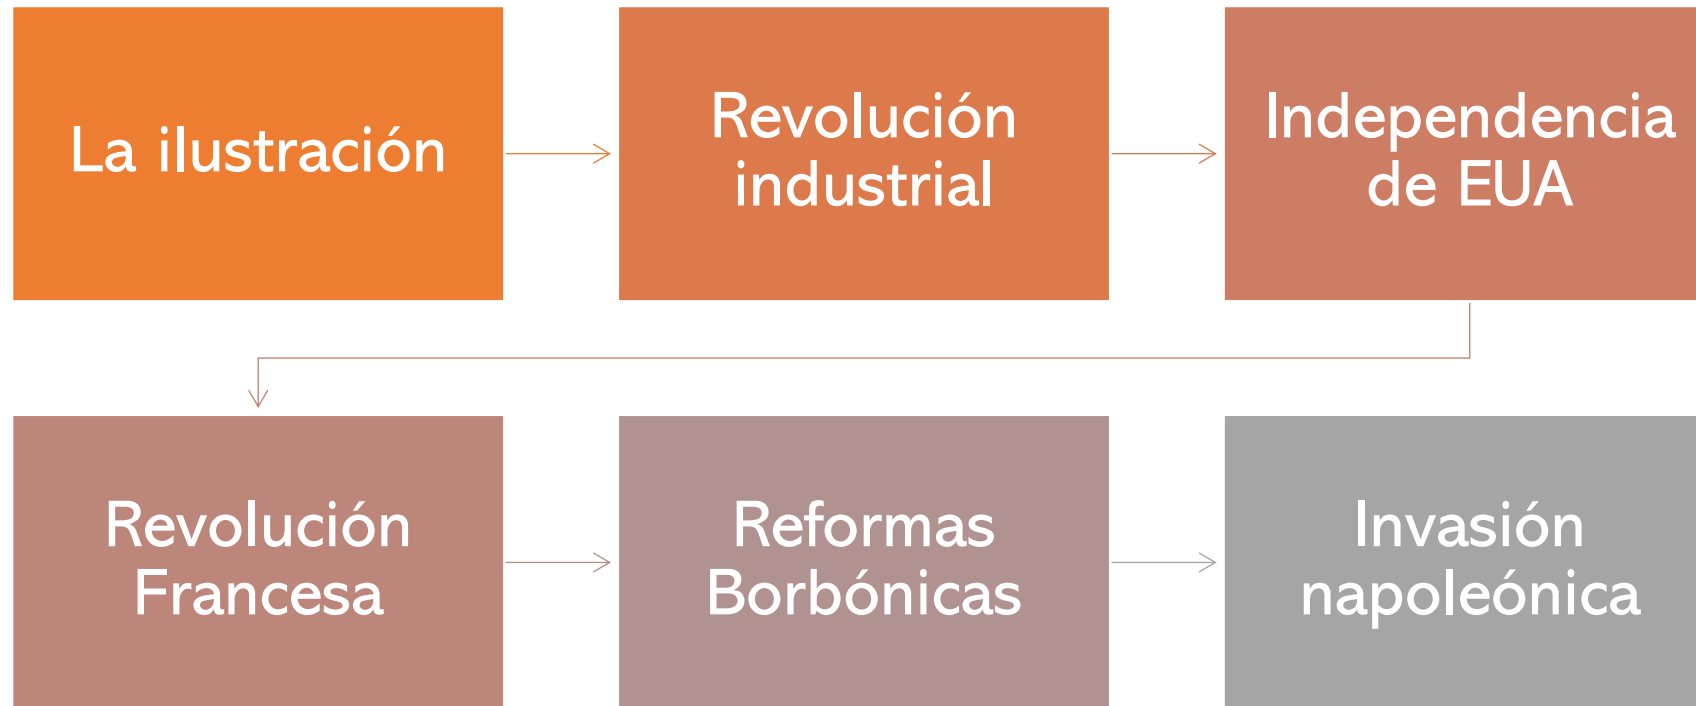 La ilustración
Revolución
industrial
Independencia
de EUA
Revolución
Francesa
Reformas
Borbónicas
Invasión
napoleónica